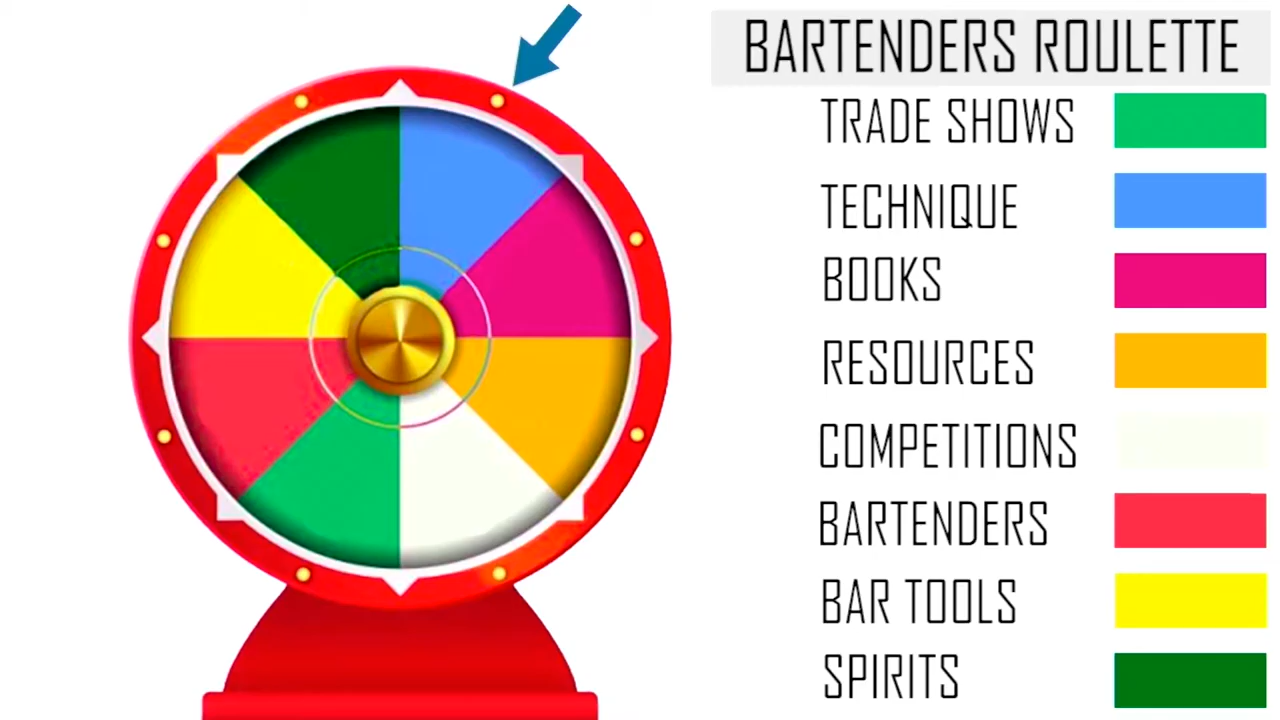 BARTENDERS ROULETTE
TRADE SHOWS
TECHNIQUE
BOOKS
RESOURCES
COMPETITIONS
BARTENDERS
BAR TOOLS
SPIRITS